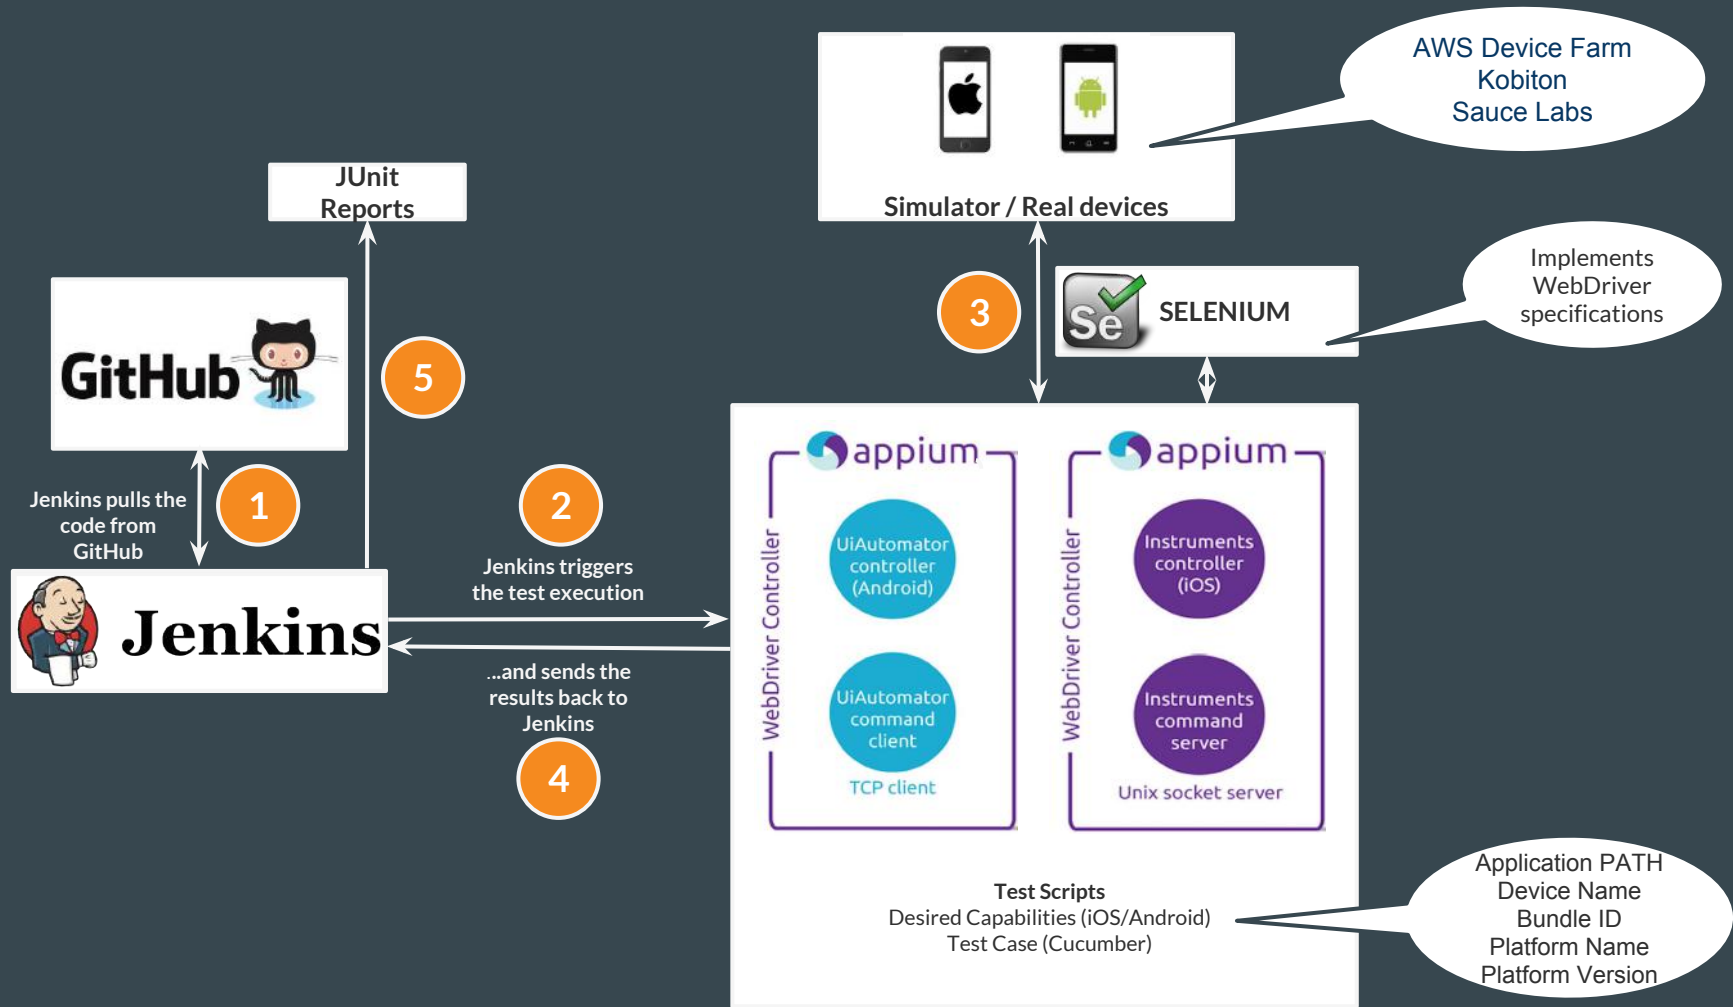 AWS Device Farm
Kobiton
Sauce Labs
Simulator / Real devices
JUnit
Reports
Implements
WebDriver
specifications
3
Se
SELENIUM
GitHub
5
1
Jenkins pulls the
code from
GitHub
2
Jenkins triggers
the test execution
Jenkins
...and sends the
results back to
Jenkins
4
appium
WebDriver Controller
UiAutomator
controller
(Android)
UiAutomator
command
client
TCP client
appium
WebDriver Controller
Instruments
controller
(iOS)
Instruments
command
server
Unix socket server
Test Scripts
Desired Capabilities (iOS/Android)
Test Case (Cucumber)
Application PATH
Device Name
Bundle ID
Platform Name
Platform Version